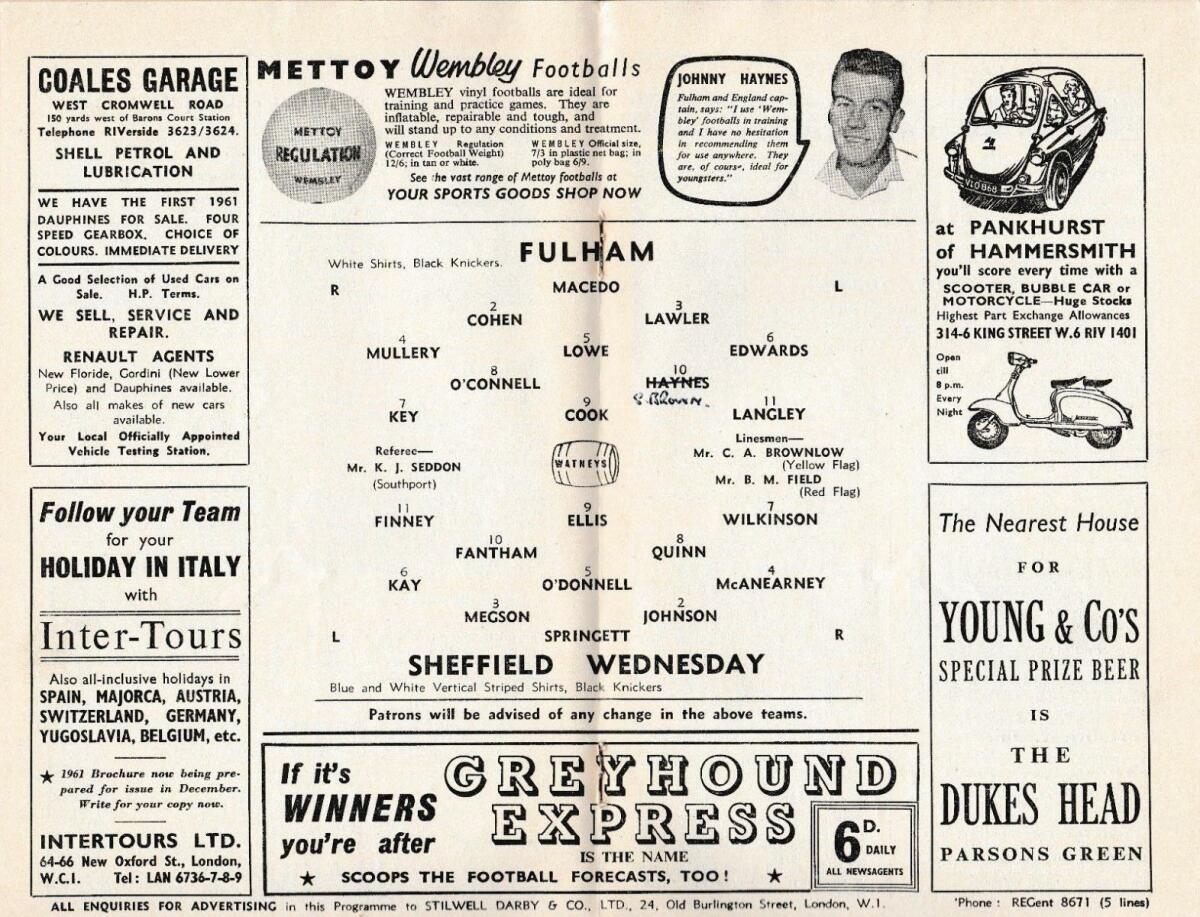 COALES GARAGE
WEST CROMWELL ROAD
150 yards west of Barons Court Station
Telephone RIVerside 3623/3624.
SHELL PETROL AND
LUBRICATION
WE HAVE THE FIRST 1961
DAUPHINES FOR SALE. FOUR
SPEED GEARBOX. CHOICE OF
COLOURS. IMMEDIATE DELIVERY
A Good Selection of Used Cars on
Sale. H.P. Terms.
WE SELL, SERVICE AND
REPAIR.
RENAULT AGENTS
New Floride, Gordini (New Lower
Price) and Dauphines available.
Also all makes of new cars
available.
Your Local Officially Appointed
Vehicle Testing Station.
Follow your Team
for your
HOLIDAY IN ITALY
with
Inter-Tours
Also all-inclusive holidays in
SPAIN, MAJORCA, AUSTRIA,
SWITZERLAND, GERMANY,
YUGOSLAVIA, BELGIUM, etc.
★ 1961 Brochure now being pre-
pared for issue in December.
Write for your copy now.
INTERTOURS LTD.
64-66 New Oxford St., London,
W.C.I. Tel: LAN 6736-7-8-9
METTOY Wembley Footballs
METTOY
REGULATION
WEMBLEY
WEMBLEY vinyl footballs are ideal for
training and practice games. They are
inflatable, repairable and tough, and
will stand up to any conditions and treatment.
WEMBLEY Regulation
(Correct Football Weight)
12/6; in tan or white.
WEMBLEY Official size,
7/3 in plastic net bag; in
poly bag 6/9.
See the vast range of Mettoy footballs at
YOUR SPORTS GOODS SHOP NOW
JOHNNY HAYNES
Fulham and England cap-
tain, says: "I use 'Wem-
bley' footballs in training
and I have no hesitation
in recommending them
for use anywhere. They
are, of course, ideal for
youngsters."
FULHAM
White Shirts, Black Knickers.
R MACEDO L
2 3
COHEN LAWLER
4 5 6
MULLERY LOWE EDWARDS
8 10
O'CONNELL HAYNES
S. Brown.
7 9 11
KEY COOK LANGLEY
Referee—
Mr. K. J. SEDDON
(Southport)
WATNEYS
Linesmen—
Mr. C. A. BROWNLOW
(Yellow Flag)
Mr. B. M. FIELD
(Red Flag)
11 9 7
FINNEY ELLIS WILKINSON
10 8
FANTHAM QUINN
6 5 4
KAY O'DONNELL McANEARNEY
3 2
MEGSON JOHNSON
L SPRINGETT R
SHEFFIELD WEDNESDAY
Blue and White Vertical Striped Shirts, Black Knickers
Patrons will be advised of any change in the above teams.
If it's
WINNERS
you're after
GREYHOUND
EXPRESS
IS THE NAME
★ SCOOPS THE FOOTBALL FORECASTS, TOO! ★
6D.
DAILY
ALL NEWSAGENTS
VLO 868
at PANKHURST
of HAMMERSMITH
you'll score every time with a
SCOOTER, BUBBLE CAR or
MOTORCYCLE—Huge Stocks
Highest Part Exchange Allowances
314-6 KING STREET W.6 RIV 1401
Open
till
8 p.m.
Every
Night
The Nearest House
FOR
YOUNG & CO'S
SPECIAL PRIZE BEER
IS
THE
DUKES HEAD
PARSONS GREEN
ALL ENQUIRIES FOR ADVERTISING in this Programme to STILWELL DARBY & CO., LTD., 24, Old Burlington Street, London, W.I. 'Phone: REGent 8671 (5 lines)